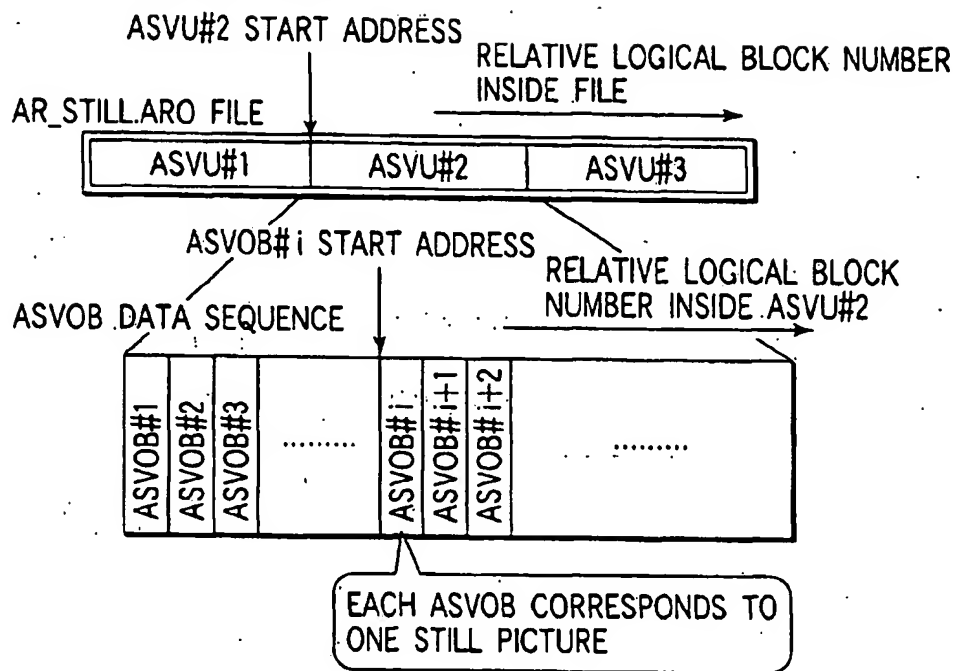 ASVU#2 START ADDRESS
RELATIVE LOGICAL BLOCK NUMBER
INSIDE FILE
AR_STILL.ARO FILE
ASVU#1 ASVU#2 ASVU#3
ASVOB#i START ADDRESS
RELATIVE LOGICAL BLOCK
NUMBER INSIDE ASVU#2
ASVOB DATA SEQUENCE
ASVOB#1
ASVOB#2
ASVOB#3
.........
ASVOB#i
ASVOB#i+1
ASVOB#i+2
.........
EACH ASVOB CORRESPONDS TO
ONE STILL PICTURE